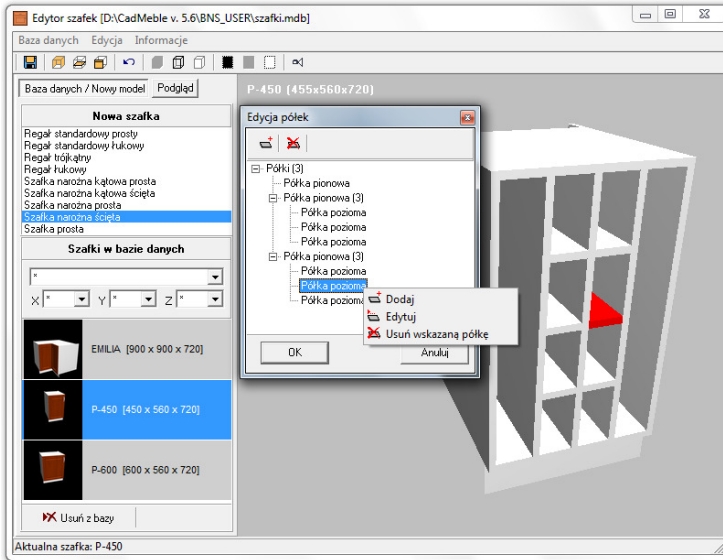 Edytor szafek [D:\CadMeble v. 5.6\BNS_USER\szafki.mdb]
Baza danych Edycja Informacje
Baza danych / Nowy model Podgląd
P-450 (455x560x720)
Nowa szafka
Regał standardowy prosty
Regał standardowy łukowy
Regał trójkątny
Regał łukowy
Szafka narożna kątowa prosta
Szafka narożna kątowa ścięta
Szafka narożna prosta
Szafka narożna ścięta
Szafka prosta
Szafki w bazie danych
*
X * Y * Z *
EMILIA [900 x 900 x 720]
P-450 [450 x 560 x 720]
P-600 [600 x 560 x 720]
Usuń z bazy
Edycja półek
Półki (3)
Półka pionowa
Półka pionowa (3)
Półka pozioma
Półka pozioma
Półka pozioma
Półka pionowa (3)
Półka pozioma
Półka pozioma
Półka pozioma
Dodaj
Edytuj
Usuń wskazaną półkę
OK Anuluj
Aktualna szafka: P-450